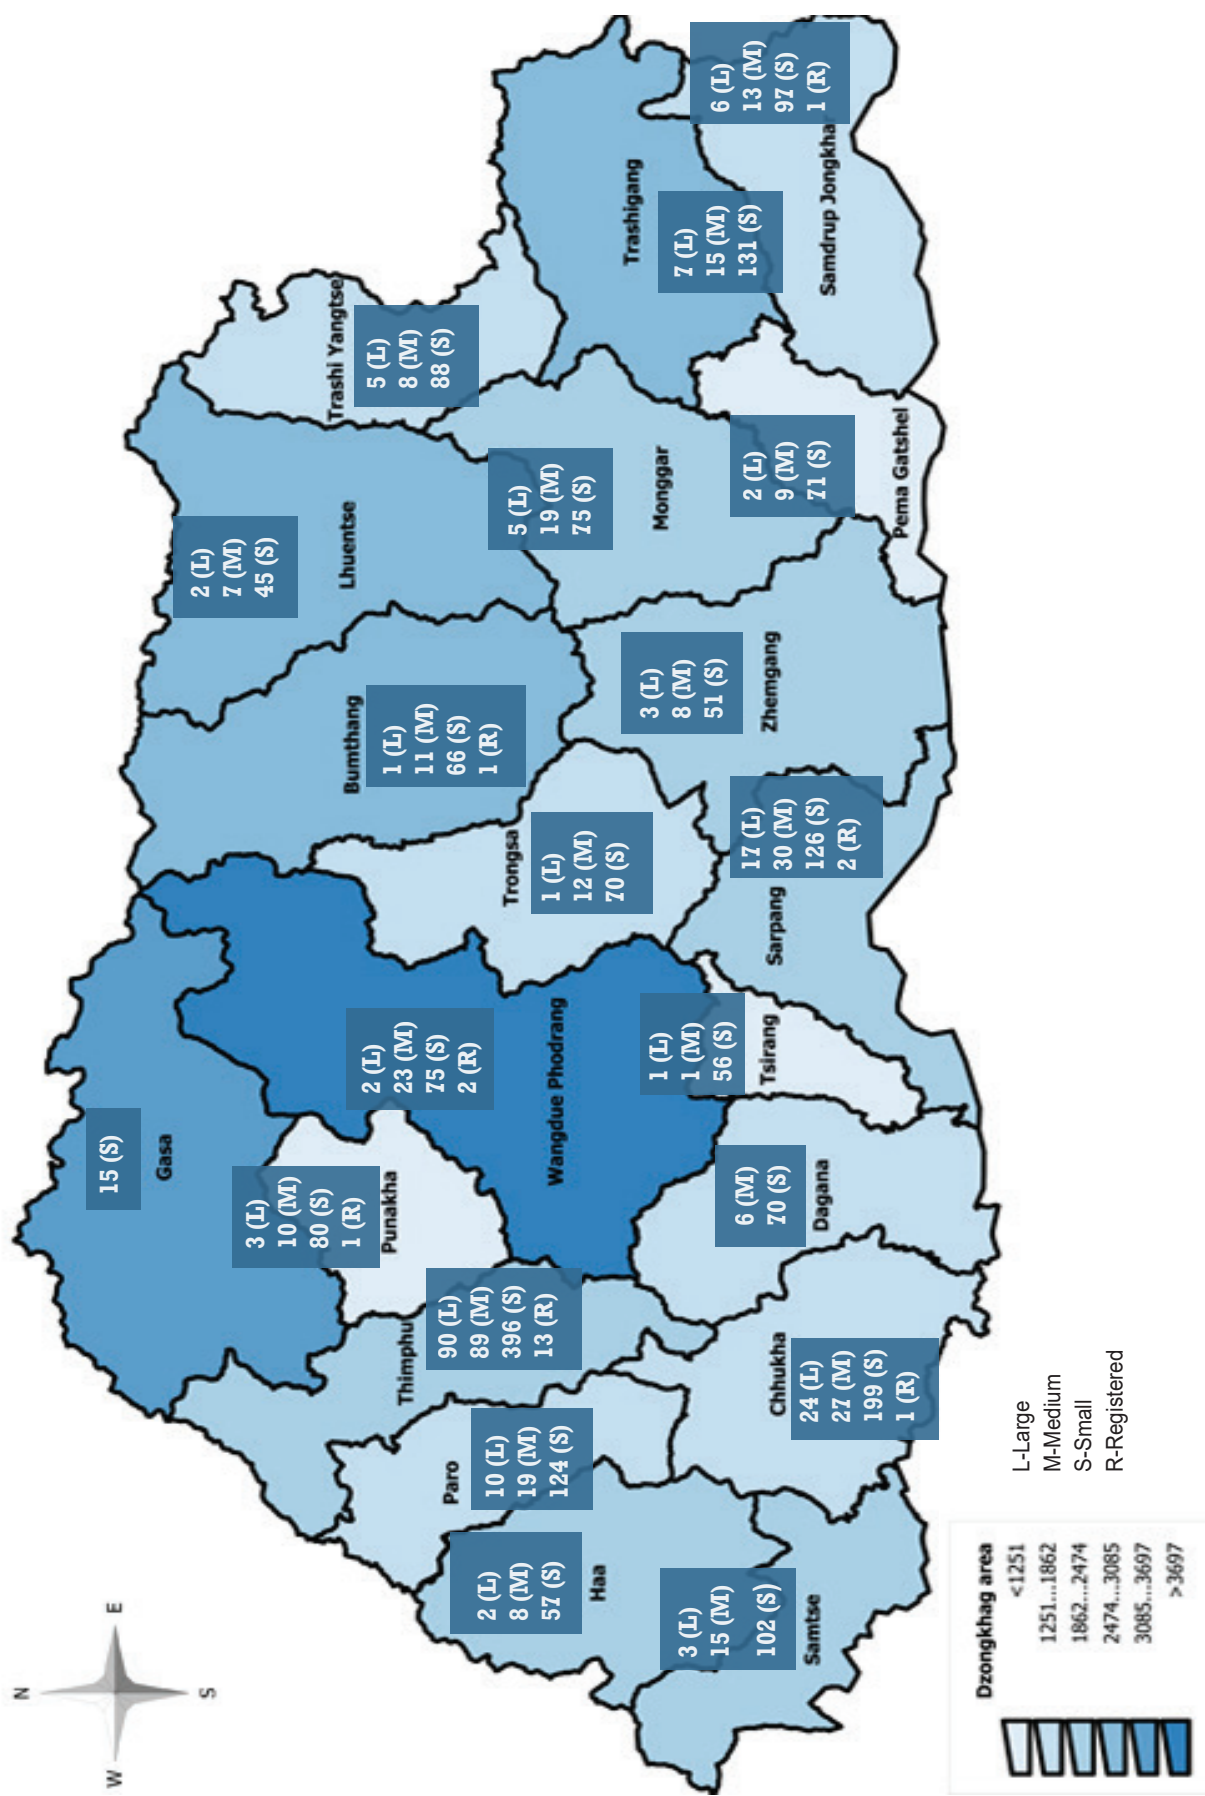 N
W
E
S
Gasa
15 (S)
Punakha
3 (L)
10 (M)
80 (S)
1 (R)
Thimphu
90 (L)
89 (M)
396 (S)
13 (R)
Paro
10 (L)
19 (M)
124 (S)
Haa
2 (L)
8 (M)
57 (S)
Samtse
3 (L)
15 (M)
102 (S)
Chhukha
24 (L)
27 (M)
199 (S)
1 (R)
Dagana
6 (M)
70 (S)
Tsirang
1 (L)
1 (M)
56 (S)
Wangdue Phodrang
2 (L)
23 (M)
75 (S)
2 (R)
Trongsa
1 (L)
12 (M)
70 (S)
Sarpang
17 (L)
30 (M)
126 (S)
2 (R)
Bumthang
1 (L)
11 (M)
66 (S)
1 (R)
Zhemgang
3 (L)
8 (M)
51 (S)
Lhuentse
2 (L)
7 (M)
45 (S)
Monggar
5 (L)
19 (M)
75 (S)
Pema Gatshel
2 (L)
9 (M)
71 (S)
Trashi Yangtse
5 (L)
8 (M)
88 (S)
Trashigang
7 (L)
15 (M)
131 (S)
Samdrup Jongkhar
6 (L)
13 (M)
97 (S)
1 (R)
Dzongkhag area
<1251
1251...1862
1862...2474
2474...3085
3085...3697
>3697
L-Large
M-Medium
S-Small
R-Registered